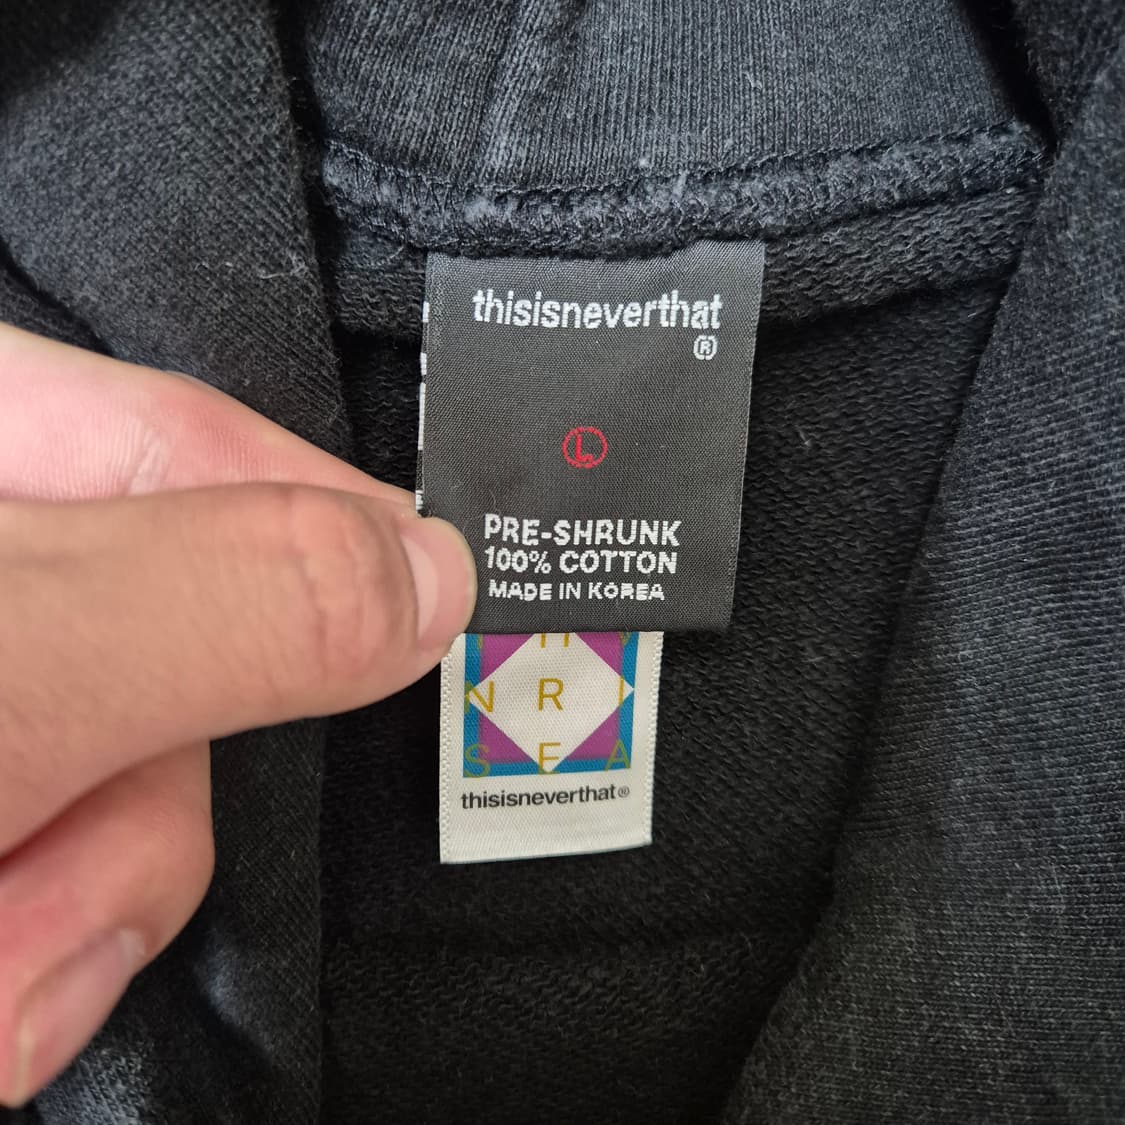 thisisneverthat
®
L
PRE-SHRUNK
100% COTTON
MADE IN KOREA
N R I
S E A
thisisneverthat®